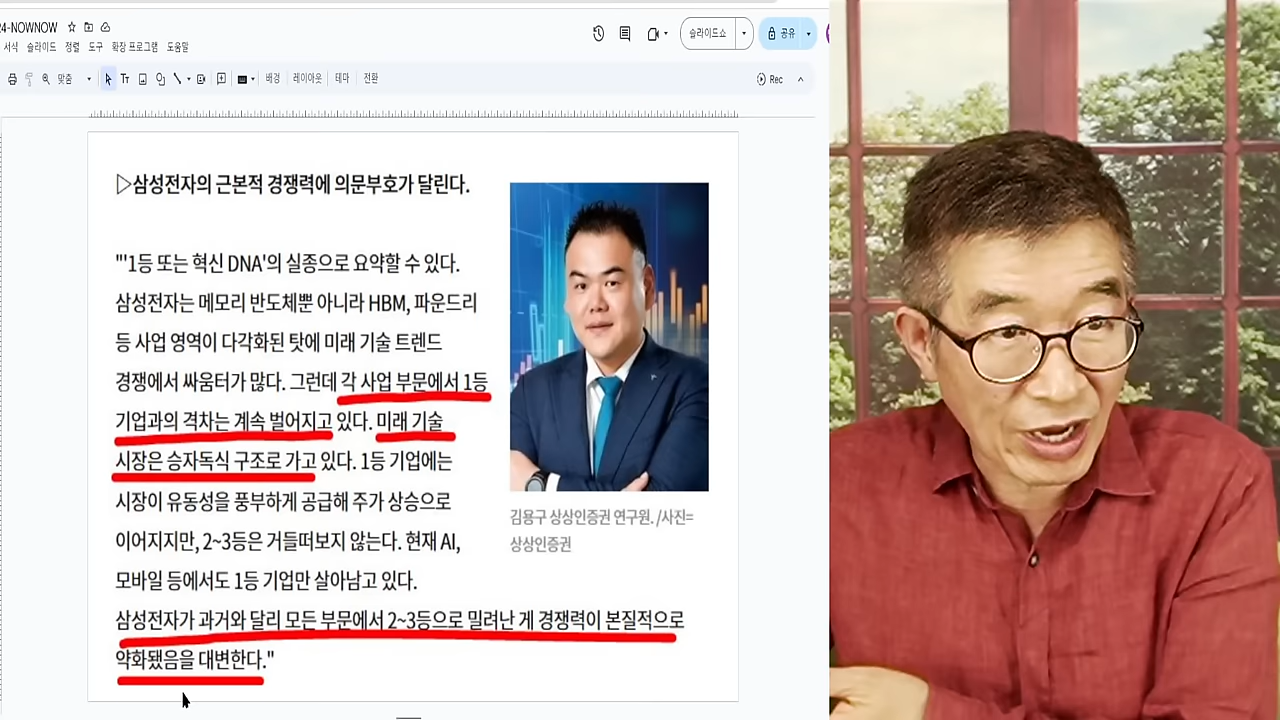 24-NOWNOW
서식 슬라이드 정렬 도구 확장 프로그램 도움말
슬라이드쇼
공유
맞춤
Tт
배경 레이아웃 테마 전환
Rec
▷삼성전자의 근본적 경쟁력에 의문부호가 달린다.
"'1등 또는 혁신 DNA'의 실종으로 요약할 수 있다.
삼성전자는 메모리 반도체뿐 아니라 HBM, 파운드리
등 사업 영역이 다각화된 탓에 미래 기술 트렌드
경쟁에서 싸움터가 많다. 그런데 각 사업 부문에서 1등
기업과의 격차는 계속 벌어지고 있다. 미래 기술
시장은 승자독식 구조로 가고 있다. 1등 기업에는
시장이 유동성을 풍부하게 공급해 주가 상승으로
이어지지만, 2~3등은 거들떠보지 않는다. 현재 AI,
모바일 등에서도 1등 기업만 살아남고 있다.
삼성전자가 과거와 달리 모든 부문에서 2~3등으로 밀려난 게 경쟁력이 본질적으로
약화됐음을 대변한다."
김용구 상상인증권 연구원. /사진=
상상인증권